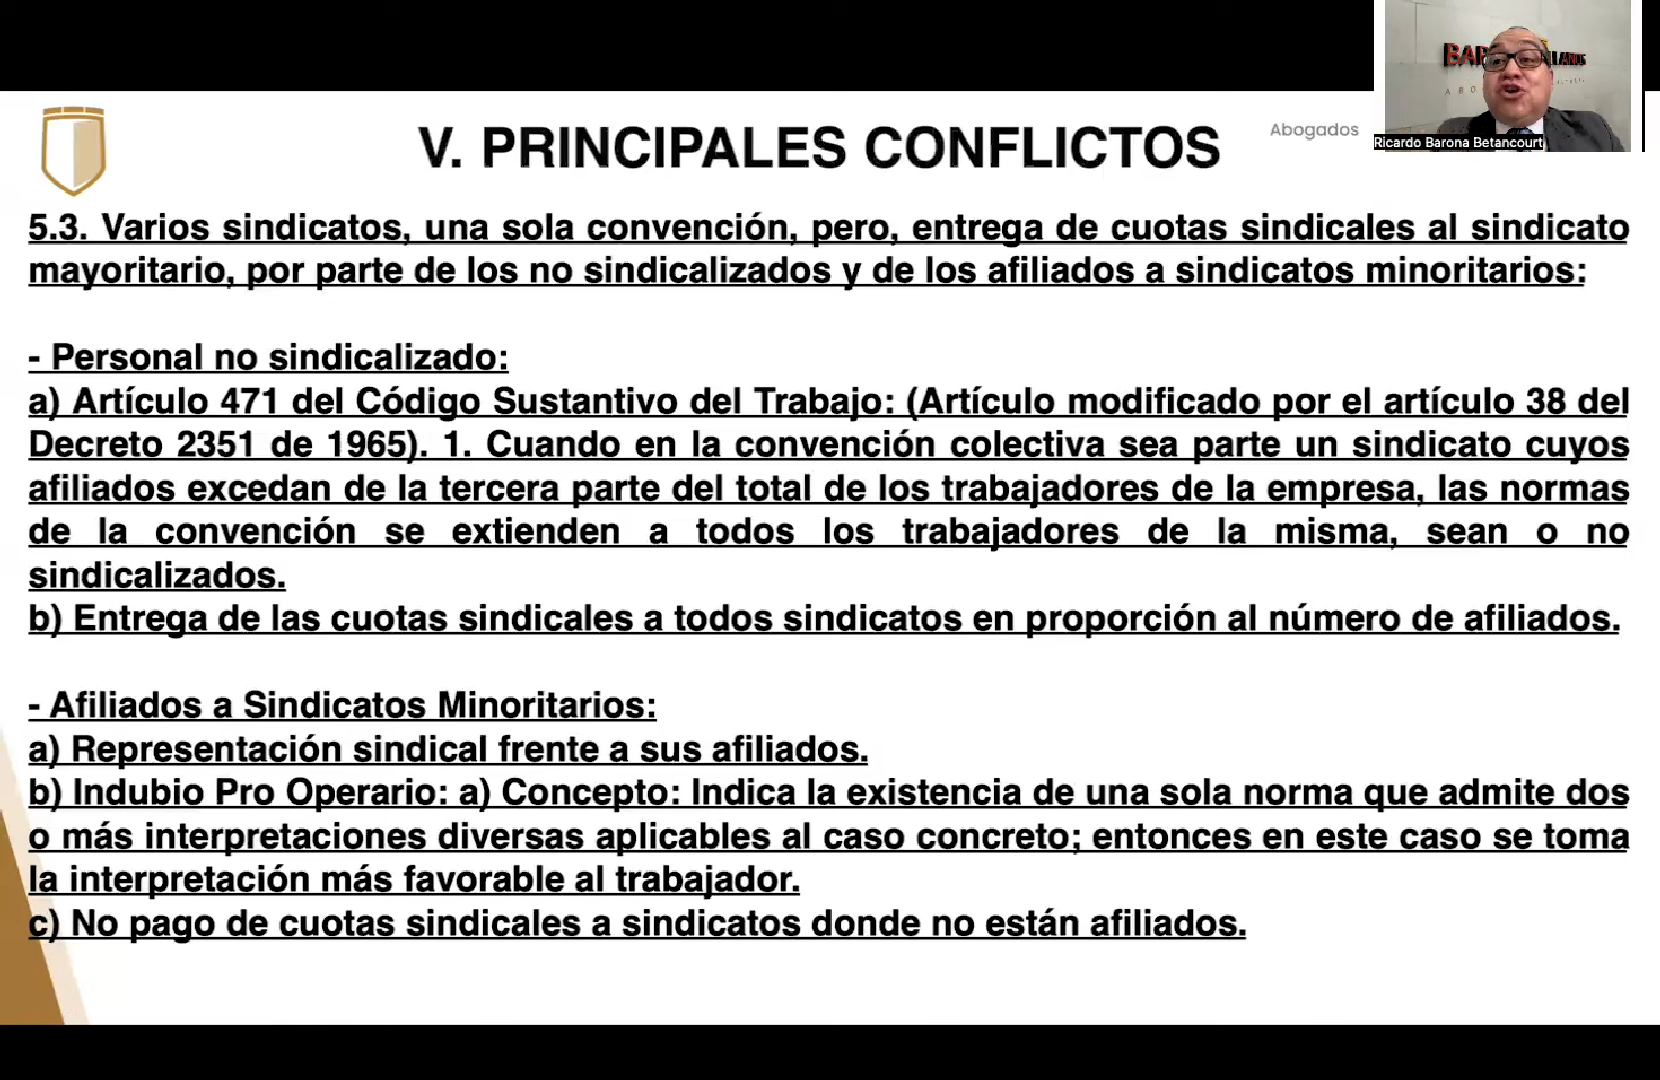 V. PRINCIPALES CONFLICTOS
Abogados
Ricardo Barona Betancourt
5.3. Varios sindicatos, una sola convención, pero, entrega de cuotas sindicales al sindicato
mayoritario, por parte de los no sindicalizados y de los afiliados a sindicatos minoritarios:
- Personal no sindicalizado:
a) Artículo 471 del Código Sustantivo del Trabajo: (Artículo modificado por el artículo 38 del
Decreto 2351 de 1965). 1. Cuando en la convención colectiva sea parte un sindicato cuyos
afiliados excedan de la tercera parte del total de los trabajadores de la empresa, las normas
de la convención se extienden a todos los trabajadores de la misma, sean o no
sindicalizados.
b) Entrega de las cuotas sindicales a todos sindicatos en proporción al número de afiliados.
- Afiliados a Sindicatos Minoritarios:
a) Representación sindical frente a sus afiliados.
b) Indubio Pro Operario: a) Concepto: Indica la existencia de una sola norma que admite dos
o más interpretaciones diversas aplicables al caso concreto; entonces en este caso se toma
la interpretación más favorable al trabajador.
c) No pago de cuotas sindicales a sindicatos donde no están afiliados.